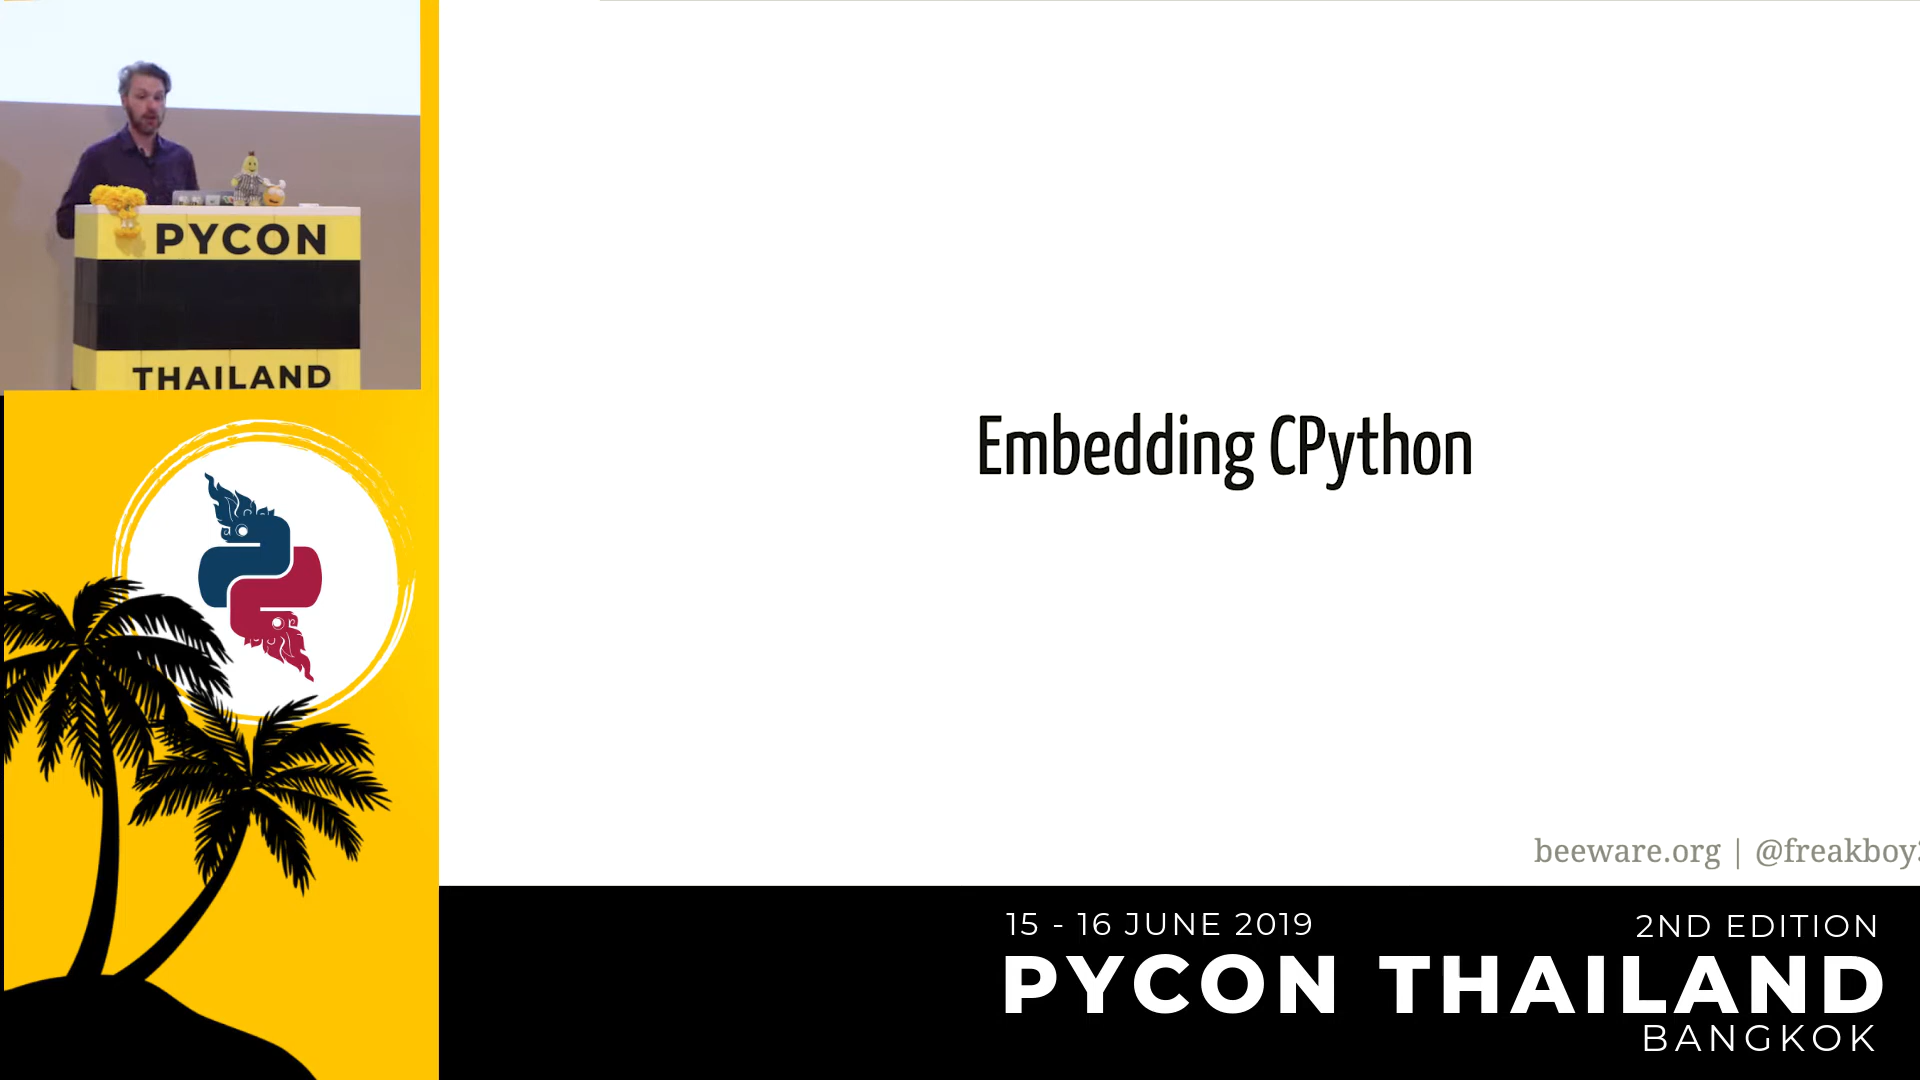 PYCON
THAILAND
Embedding CPython
beeware.org | @freakboy
15 - 16 JUNE 2019
2ND EDITION
PYCON THAILAND
BANGKOK